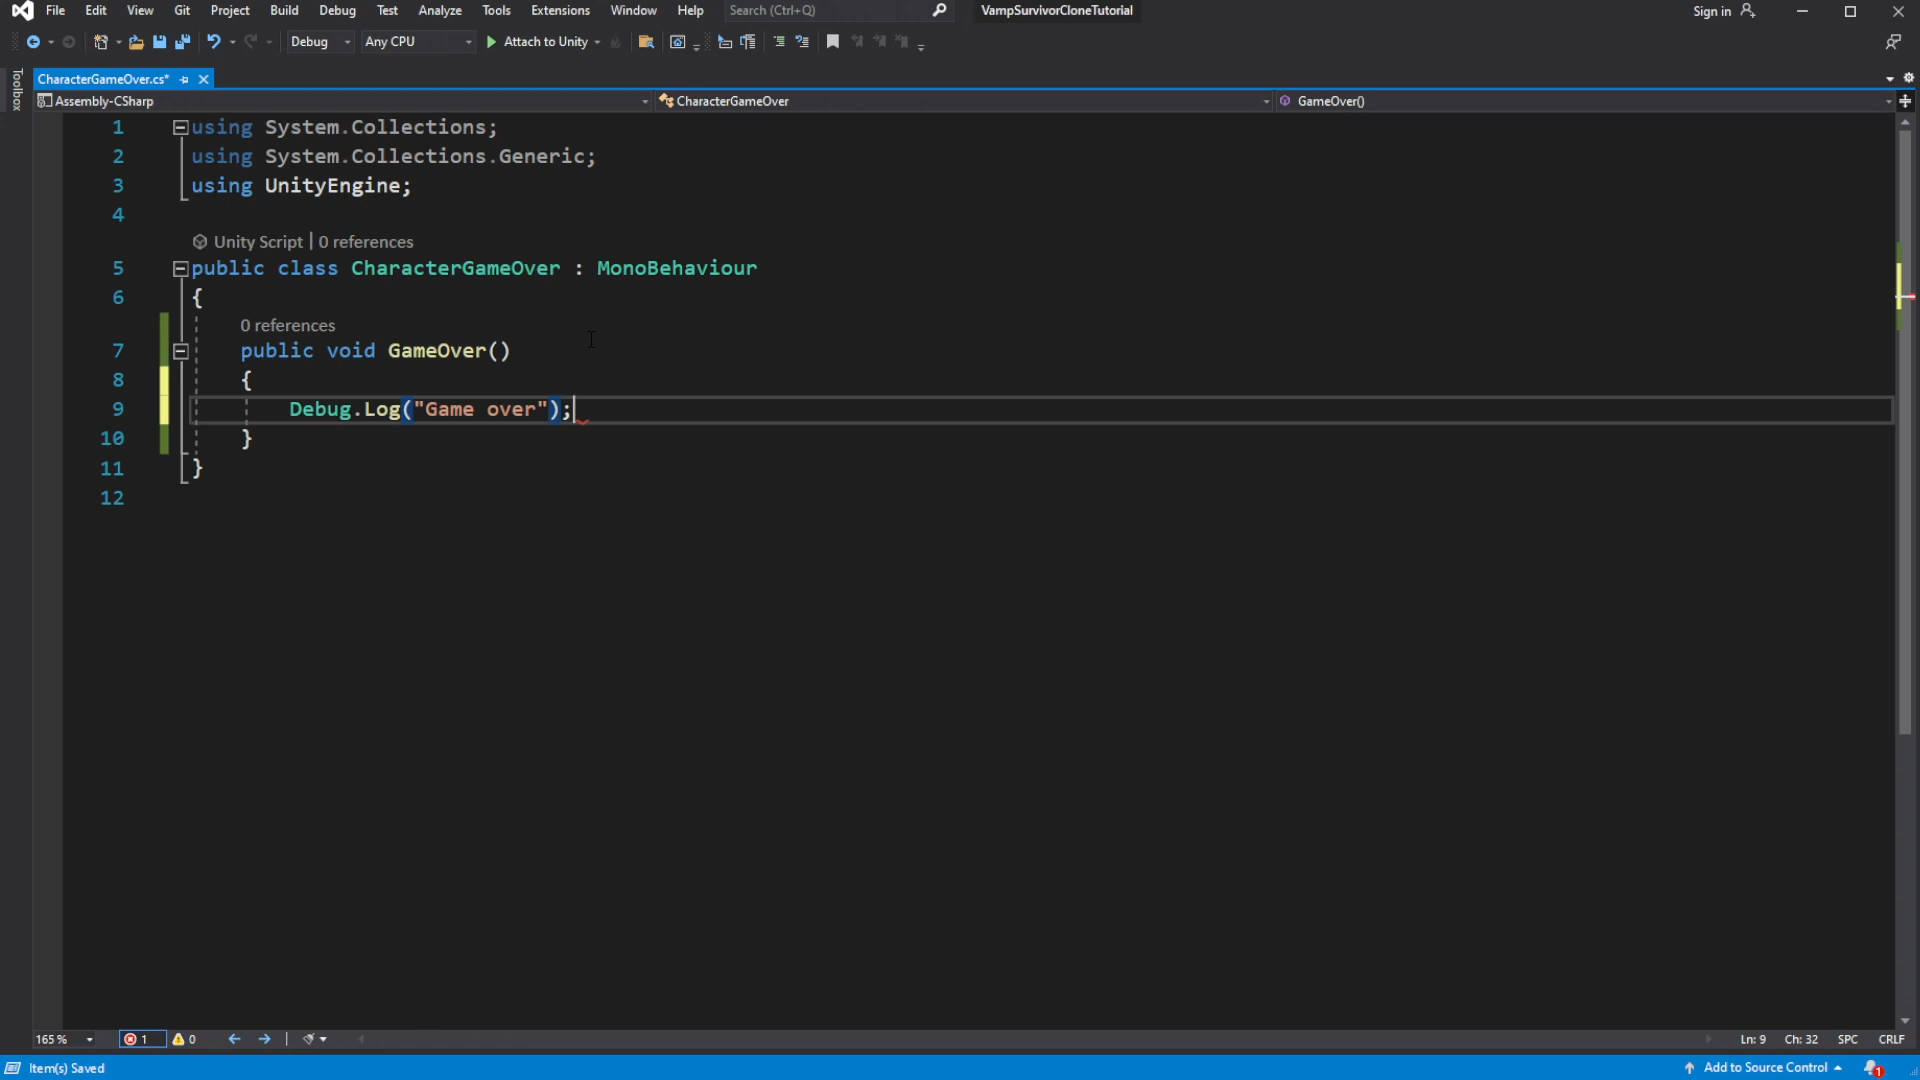 File Edit View Git Project Build Debug Test Analyze Tools Extensions Window Help Search (Ctrl+Q) VampSurvivorCloneTutorial Sign in
Debug Any CPU Attach to Unity
Toolbox
CharacterGameOver.cs*
Assembly-CSharp CharacterGameOver GameOver()
1 using System.Collections;
2 using System.Collections.Generic;
3 using UnityEngine;
4
Unity Script | 0 references
5 public class CharacterGameOver : MonoBehaviour
6 {
0 references
7 public void GameOver()
8 {
9 Debug.Log("Game over");
10 }
11 }
12
165 % 1 0 Ln: 9 Ch: 32 SPC CRLF
Item(s) Saved Add to Source Control 1